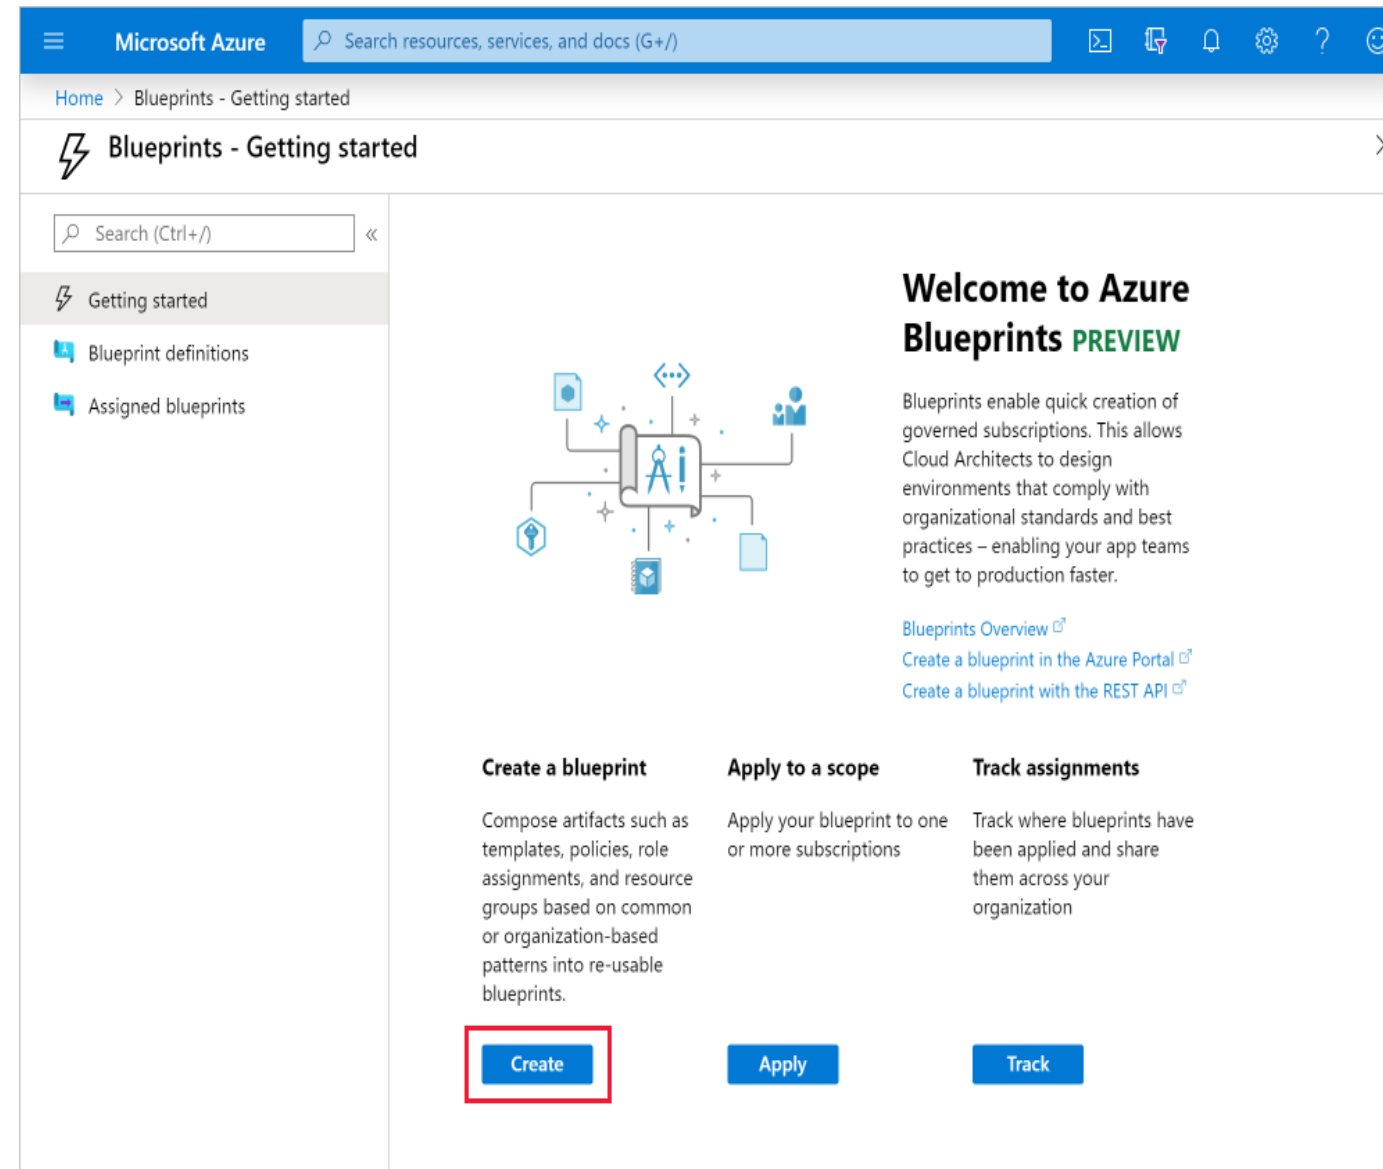 Microsoft Azure
Search resources, services, and docs (G+/)
Home > Blueprints - Getting started
Blueprints - Getting started
Search (Ctrl+/)
Getting started
Blueprint definitions
Assigned blueprints
Welcome to Azure
Blueprints PREVIEW
Blueprints enable quick creation of
governed subscriptions. This allows
Cloud Architects to design
environments that comply with
organizational standards and best
practices – enabling your app teams
to get to production faster.
Blueprints Overview
Create a blueprint in the Azure Portal
Create a blueprint with the REST API
Create a blueprint
Compose artifacts such as
templates, policies, role
assignments, and resource
groups based on common
or organization-based
patterns into re-usable
blueprints.
Create
Apply to a scope
Apply your blueprint to one
or more subscriptions
Apply
Track assignments
Track where blueprints have
been applied and share
them across your
organization
Track